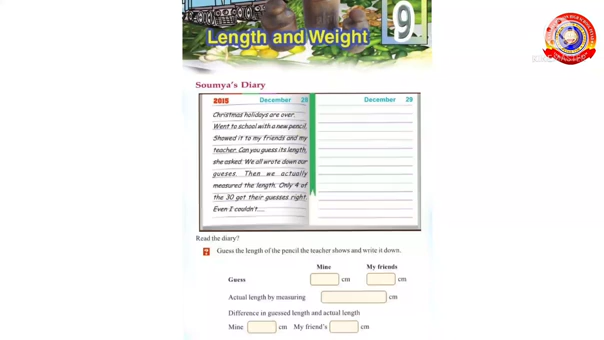 9
Length and Weight
Soumya's Diary
2015 December 28
Christmas holidays are over.
Went to school with a new pencil.
Showed it to my friends and my
teacher. Can you guess its length,
she asked. We all wrote down our
gueses. Then we actually
measured the length. Only 4 of
the 30 got their guesses right.
Even I couldn't....
December 29
Read the diary?
Guess the length of the pencil the teacher shows and write it down.
Mine My friends
Guess cm cm
Actual length by measuring cm
Difference in guessed length and actual length
Mine cm My friend's cm